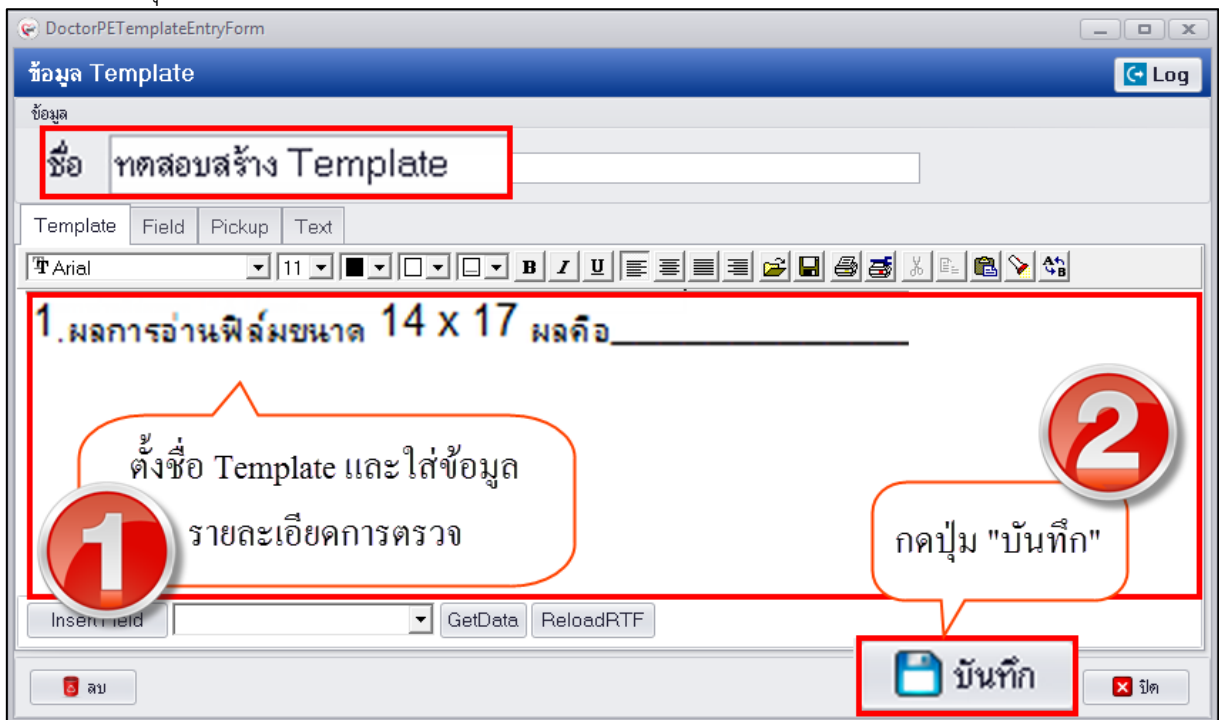 DoctorPETemplateEntryForm
ข้อมูล Template
Log
ข้อมูล
ชื่อ ทดสอบสร้าง Template
Template Field Pickup Text
Arial 11 B I U
1.ผลการอ่านฟิล์มขนาด 14 x 17 ผลคือ_______________
ตั้งชื่อ Template และใส่ข้อมูล
รายละเอียดการตรวจ
1
2
กดปุ่ม "บันทึก"
GetData ReloadRTF
ลบ
บันทึก
ปิด